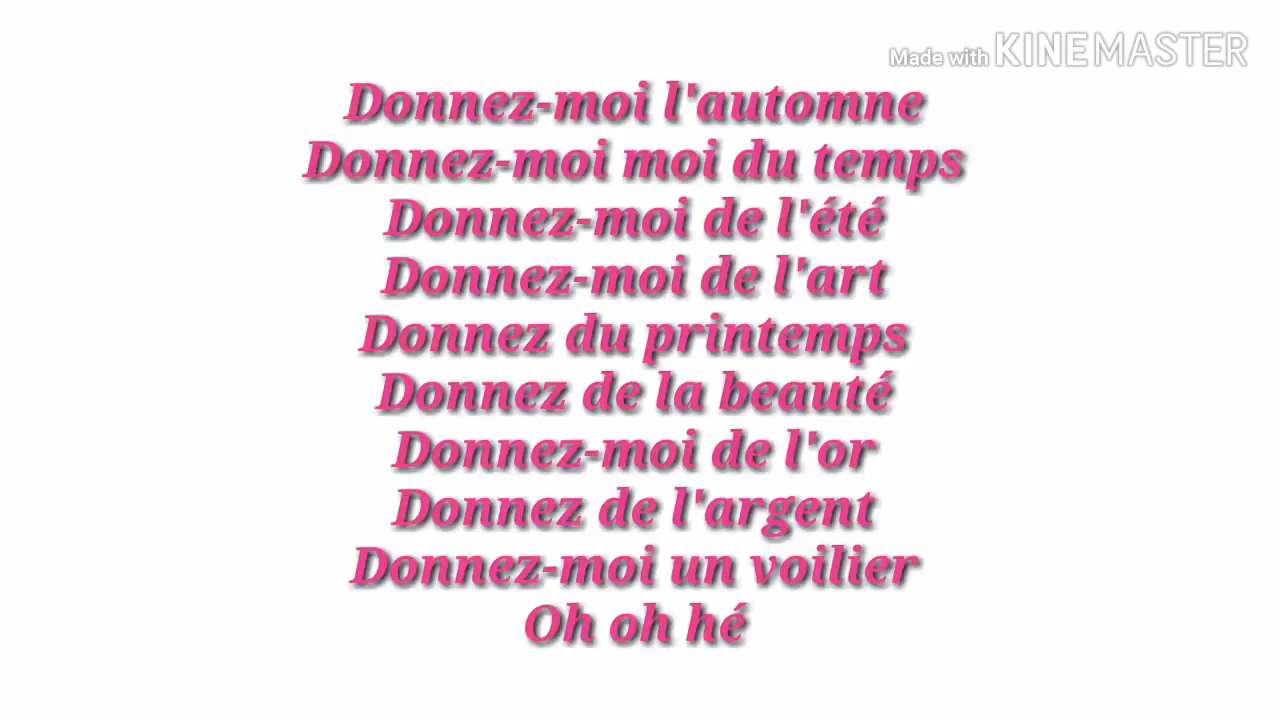 Made with KINEMASTER
Donnez-moi l'automne
Donnez-moi moi du temps
Donnez-moi de l'été
Donnez-moi de l'art
Donnez du printemps
Donnez de la beauté
Donnez-moi de l'or
Donnez de l'argent
Donnez-moi un voilier
Oh oh hé